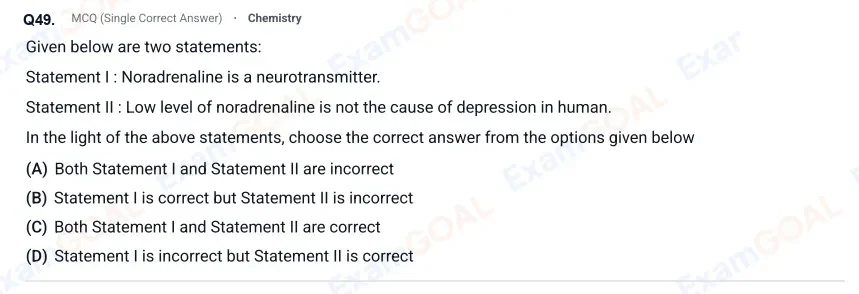 Q49. MCQ (Single Correct Answer) · Chemistry
Given below are two statements:
Statement I : Noradrenaline is a neurotransmitter.
Statement II : Low level of noradrenaline is not the cause of depression in human.
In the light of the above statements, choose the correct answer from the options given below
(A) Both Statement I and Statement II are incorrect
(B) Statement I is correct but Statement II is incorrect
(C) Both Statement I and Statement II are correct
(D) Statement I is incorrect but Statement II is correct